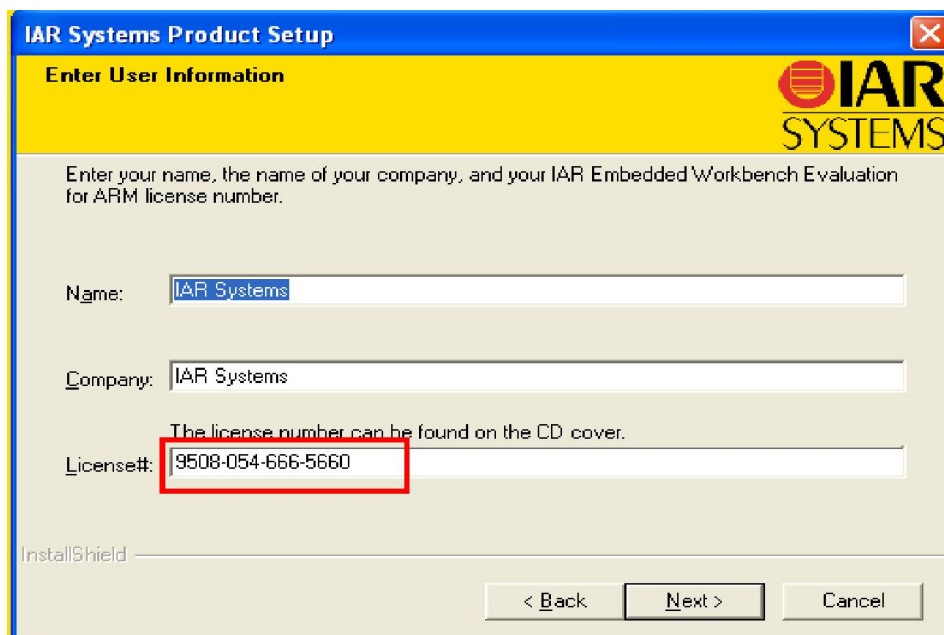 IAR Systems Product Setup
Enter User Information
IAR
SYSTEMS
Enter your name, the name of your company, and your IAR Embedded Workbench Evaluation
for ARM license number.
Name: IAR Systems
Company: IAR Systems
The license number can be found on the CD cover.
License#: 9508-054-666-5660
InstallShield
< Back Next > Cancel